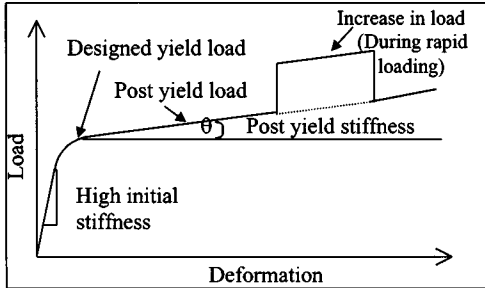 Increase in load
(During rapid
loading)
Designed yield load
Post yield load
θ
Post yield stiffness
Load
High initial
stiffness
Deformation